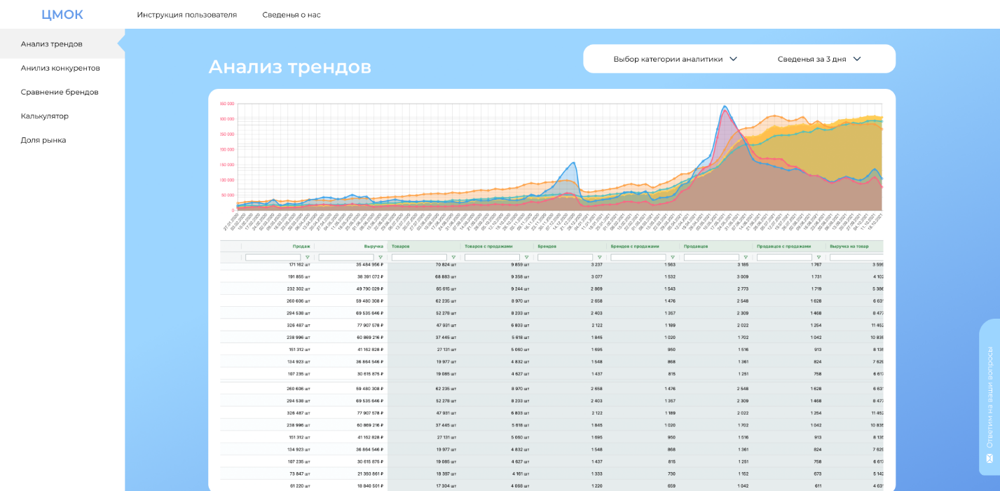 ЦМОК
Инструкция пользователя
Сведенья о нас
Анализ трендов
Анилиз конкурентов
Сравнение брендов
Калькулятор
Доля рынка
Анализ трендов
Выбор категории аналитики
Сведенья за 3 дня
350 000
300 000
250 000
200 000
150 000
100 000
50 000
0
Продаж Выручка Товаров Товаров с продажами Брендов Брендов с продажами Продавцов Продавцов с продажами Выручка на товар
171 162 шт 35 484 956 ₽ 70 824 шт 9 859 шт 3 237 1 563 3 185 1 767 3 599
191 855 шт 38 391 072 ₽ 68 883 шт 9 358 шт 3 077 1 532 3 009 1 731 4 102
232 302 шт 49 790 029 ₽ 65 615 шт 9 244 шт 2 869 1 543 2 773 1 719 5 386
260 606 шт 59 480 308 ₽ 62 235 шт 8 970 шт 2 658 1 476 2 548 1 628 6 631
294 538 шт 69 535 646 ₽ 52 278 шт 8 203 шт 2 403 1 357 2 309 1 468 8 477
326 487 шт 77 907 578 ₽ 47 931 шт 6 803 шт 2 122 1 189 2 022 1 254 11 452
238 996 шт 60 869 216 ₽ 37 445 шт 5 618 шт 1 845 1 020 1 702 1 042 10 835
151 312 шт 41 162 828 ₽ 27 131 шт 5 060 шт 1 695 950 1 516 913 8 135
134 923 шт 36 864 546 ₽ 19 977 шт 4 832 шт 1 548 868 1 361 824 7 629
107 235 шт 30 615 875 ₽ 19 085 шт 4 627 шт 1 437 815 1 251 758 6 617
260 606 шт 59 480 308 ₽ 62 235 шт 8 970 шт 2 658 1 476 2 548 1 628 6 631
294 538 шт 69 535 646 ₽ 52 278 шт 8 203 шт 2 403 1 357 2 309 1 468 8 477
326 487 шт 77 907 578 ₽ 47 931 шт 6 803 шт 2 122 1 189 2 022 1 254 11 452
238 996 шт 60 869 216 ₽ 37 445 шт 5 618 шт 1 845 1 020 1 702 1 042 10 835
151 312 шт 41 162 828 ₽ 27 131 шт 5 060 шт 1 695 950 1 516 913 8 135
134 923 шт 36 864 546 ₽ 19 977 шт 4 832 шт 1 548 868 1 361 824 7 629
107 235 шт 30 615 875 ₽ 19 085 шт 4 627 шт 1 437 815 1 251 758 6 617
73 847 шт 21 393 861 ₽ 18 397 шт 4 161 шт 1 333 730 1 152 673 5 142
61 220 шт 18 840 501 ₽ 17 304 шт 4 068 шт 1 220 659 1 042 611 4 631
Ответим на ваши вопросы